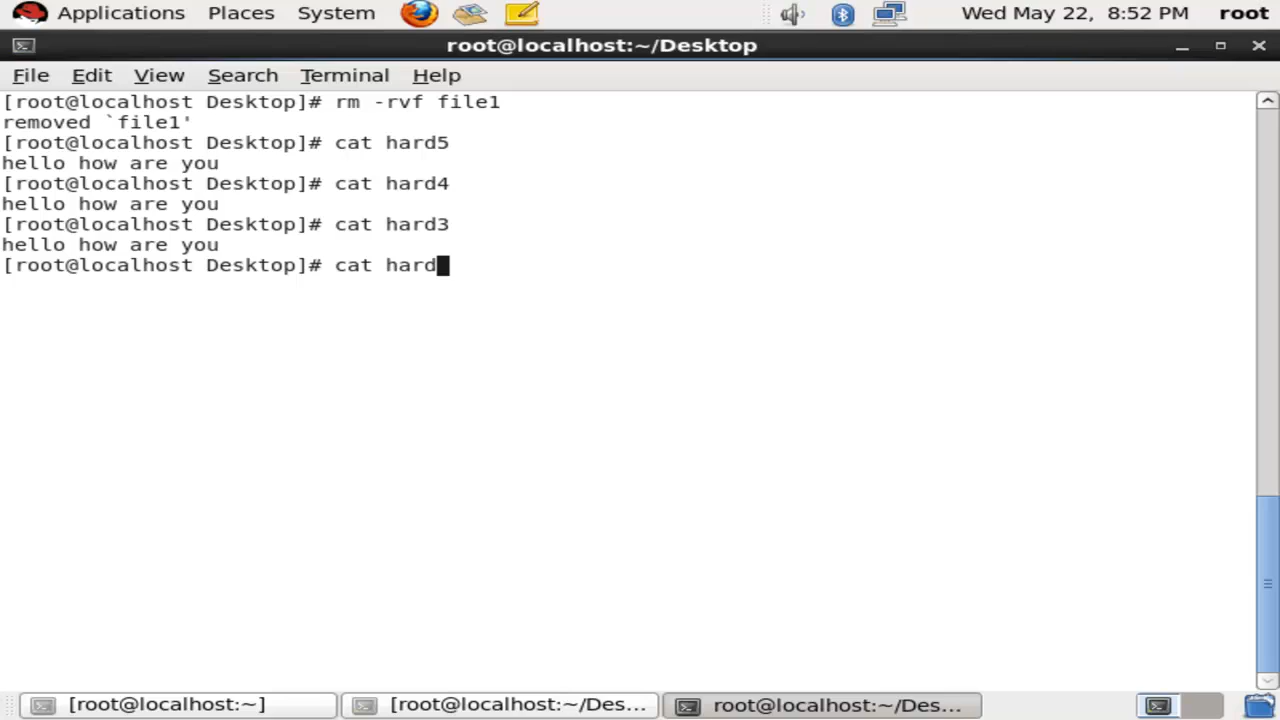 Applications Places System Wed May 22, 8:52 PM root
root@localhost:~/Desktop
File Edit View Search Terminal Help
[root@localhost Desktop]# rm -rvf file1
removed `file1'
[root@localhost Desktop]# cat hard5
hello how are you
[root@localhost Desktop]# cat hard4
hello how are you
[root@localhost Desktop]# cat hard3
hello how are you
[root@localhost Desktop]# cat hard
[root@localhost:~] [root@localhost:~/Des... root@localhost:~/Des...